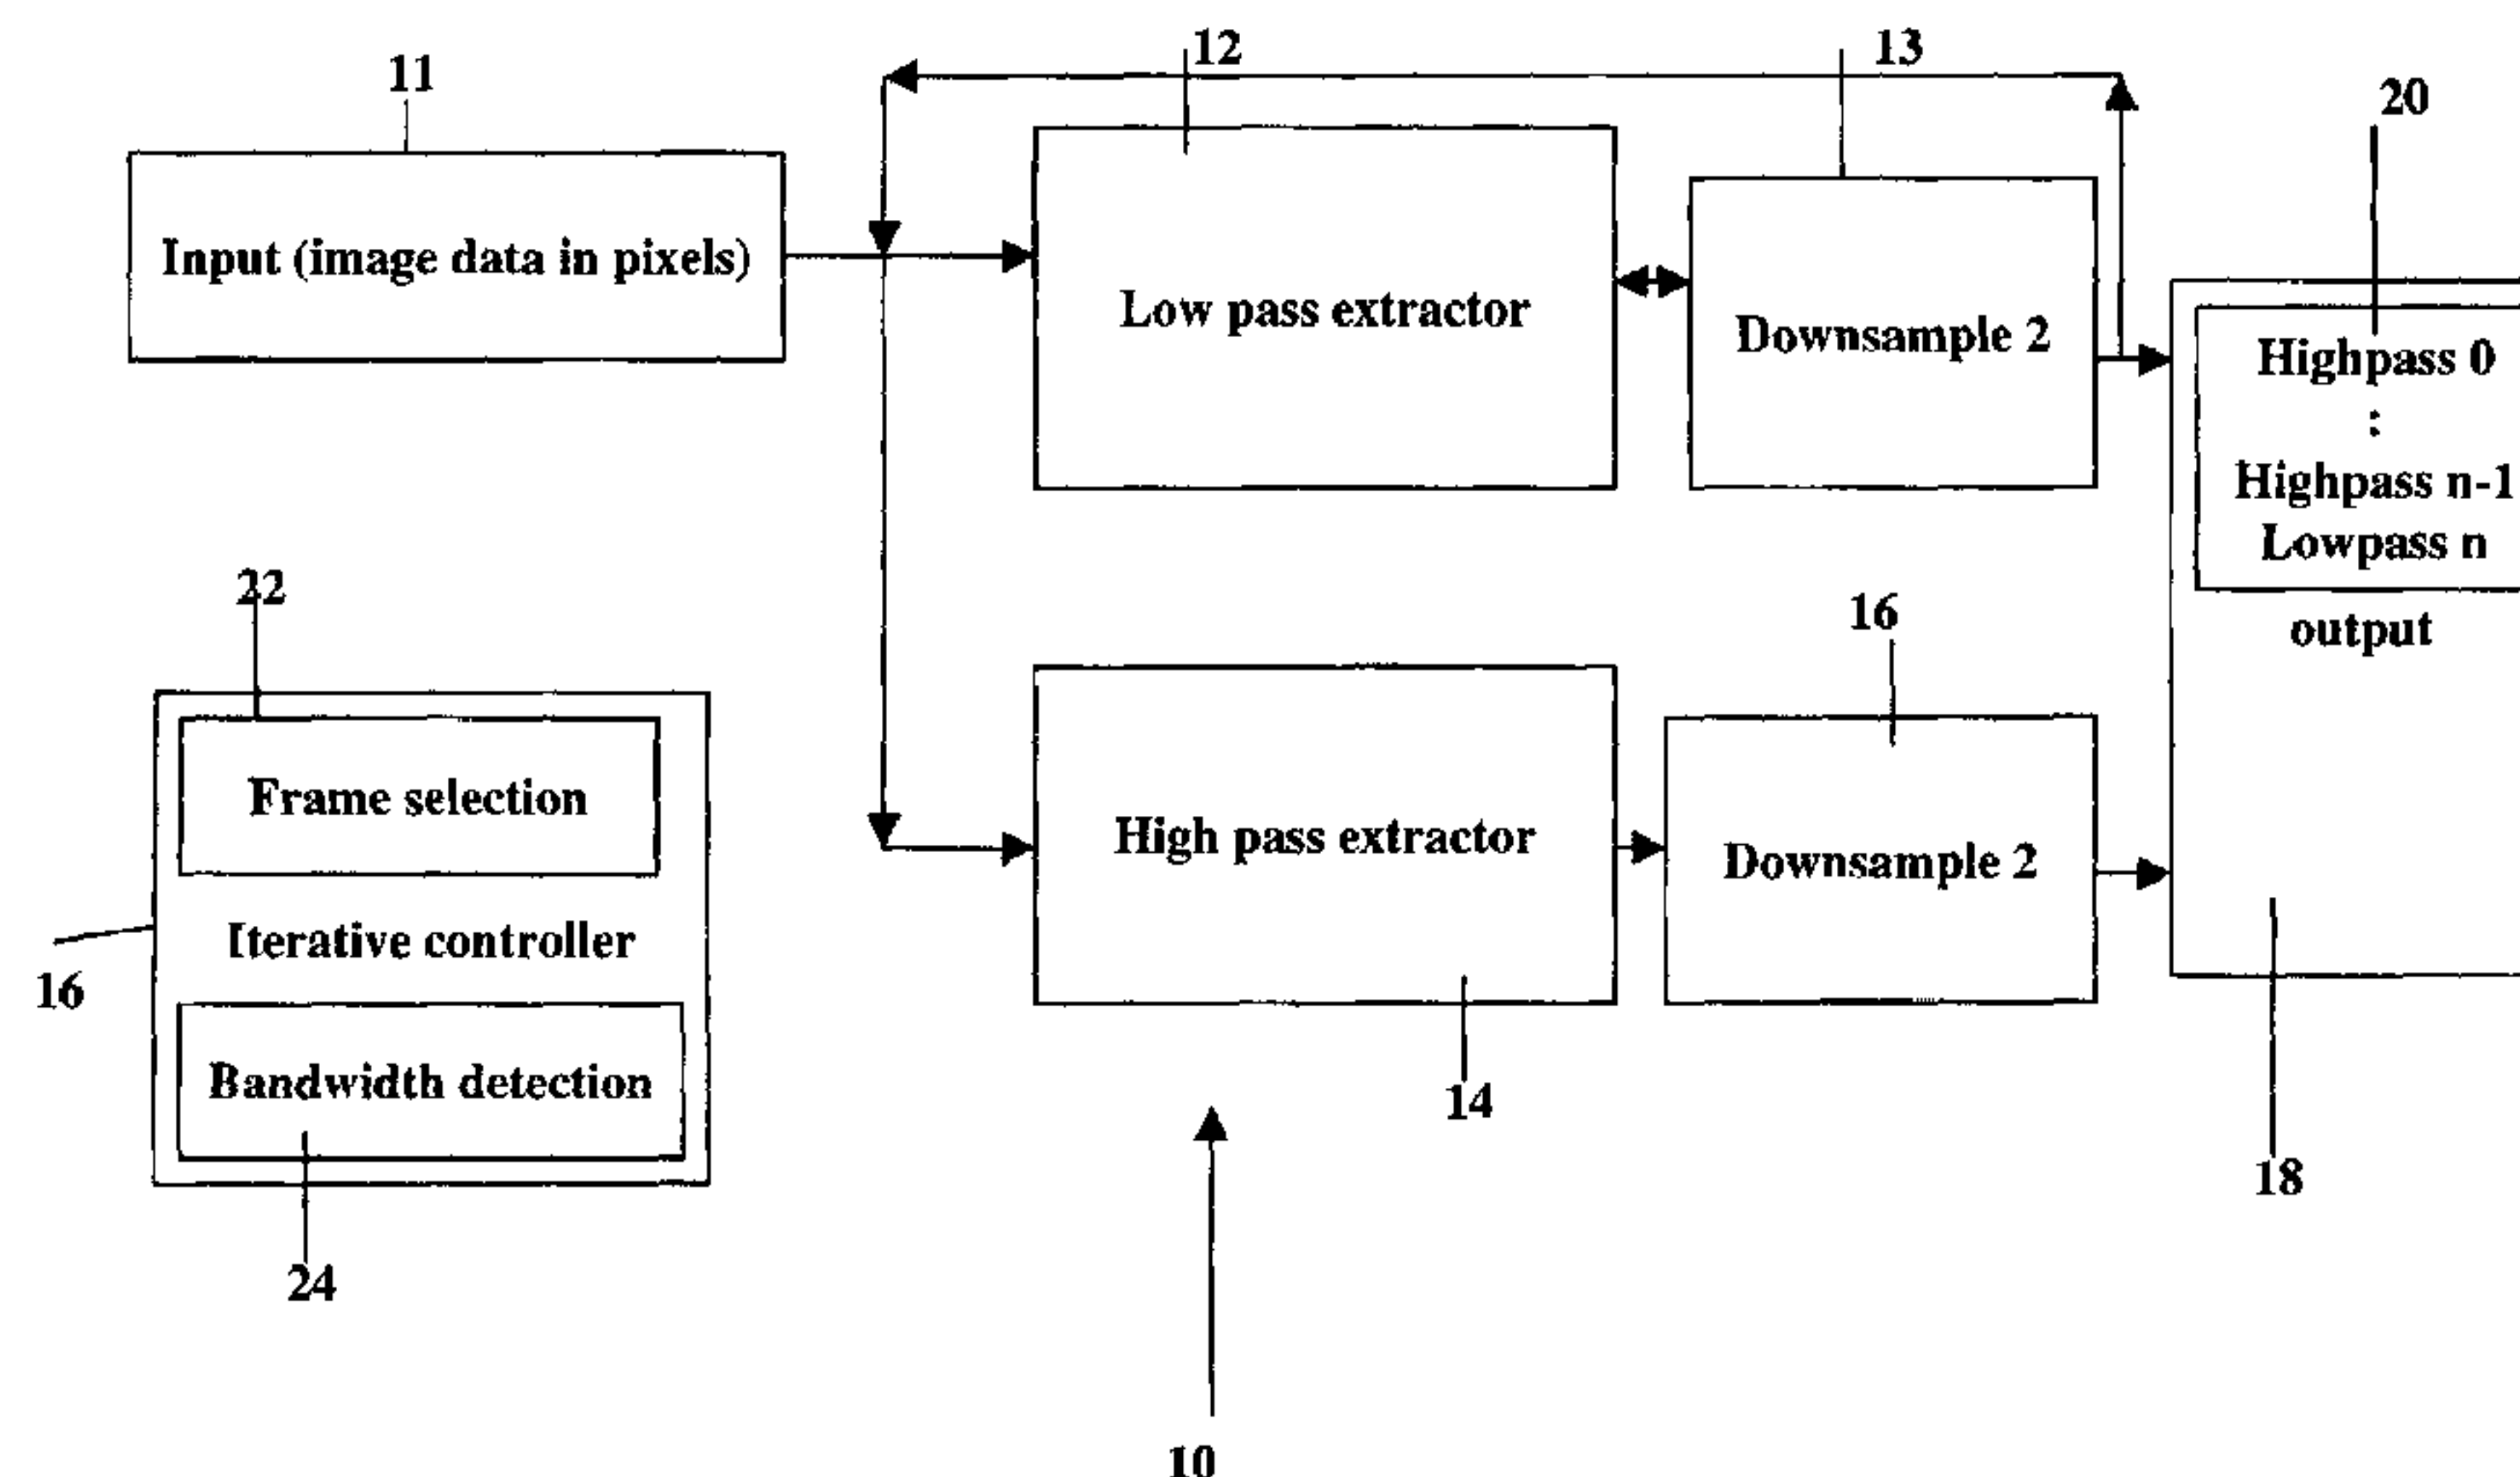 12
13
11
20
Input (image data in pixels)
Low pass extractor
Downsample 2
Highpass 0
:
Highpass n-1
Lowpass n
output
22
16
Frame selection
High pass extractor
Downsample 2
Iterative controller
16
Bandwidth detection
14
18
24
10